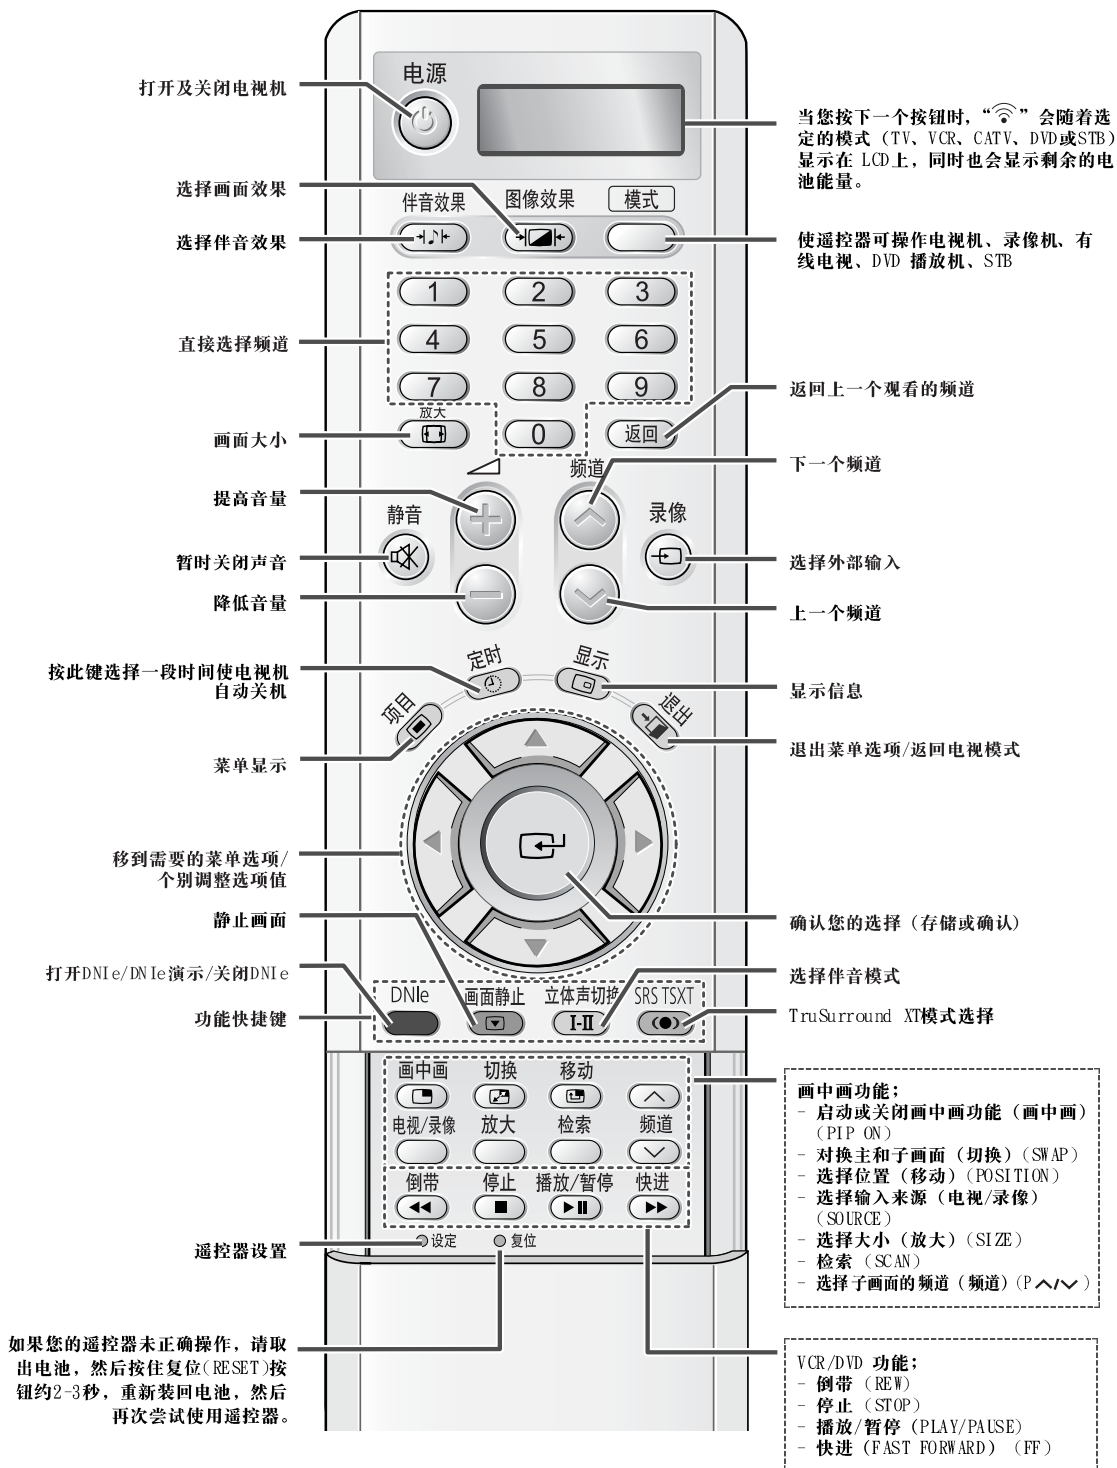 电源
打开及关闭电视机
当您按下一个按钮时，“ ” 会随着选
定的模式（TV、VCR、CATV、DVD或STB）
显示在 LCD上，同时也会显示剩余的电
池能量。
选择画面效果
伴音效果
图像效果
模式
选择伴音效果
使遥控器可操作电视机、录像机、有
线电视、DVD 播放机、STB
1
2
3
直接选择频道
4
5
6
7
8
9
返回上一个观看的频道
放大
画面大小
0
返回
下一个频道
频道
提高音量
静音
录像
暂时关闭声音
选择外部输入
降低音量
上一个频道
按此键选择一段时间使电视机
自动关机
定时
显示
显示信息
项目
退出
菜单显示
退出菜单选项/返回电视模式
移到需要的菜单选项/
个别调整选项值
静止画面
确认您的选择（存储或确认）
打开DNIe/DNIe演示/关闭DNIe
选择伴音模式
DNIe
画面静止
立体声切换
SRS TSXT
功能快捷键
I-II
TruSurround XT模式选择
画中画
切换
移动
电视/录像
放大
检索
频道
倒带
停止
播放/暂停
快进
设定
复位
遥控器设置
画中画功能；
- 启动或关闭画中画功能（画中画）
（PIP ON）
- 对换主和子画面（切换）（SWAP）
- 选择位置（移动）（POSITION）
- 选择输入来源（电视/录像）
（SOURCE）
- 选择大小（放大）（SIZE）
- 检索（SCAN）
- 选择子画面的频道（频道）（P ︿/﹀ ）
如果您的遥控器未正确操作，请取
出电池，然后按住复位(RESET)按
钮约2-3秒，重新装回电池，然后
再次尝试使用遥控器。
VCR/DVD 功能；
- 倒带（REW）
- 停止（STOP）
- 播放/暂停（PLAY/PAUSE）
- 快进（FAST FORWARD）（FF）